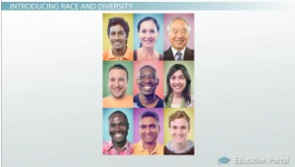 INTRODUCING RACE AND DIVERSITY
Education Portal